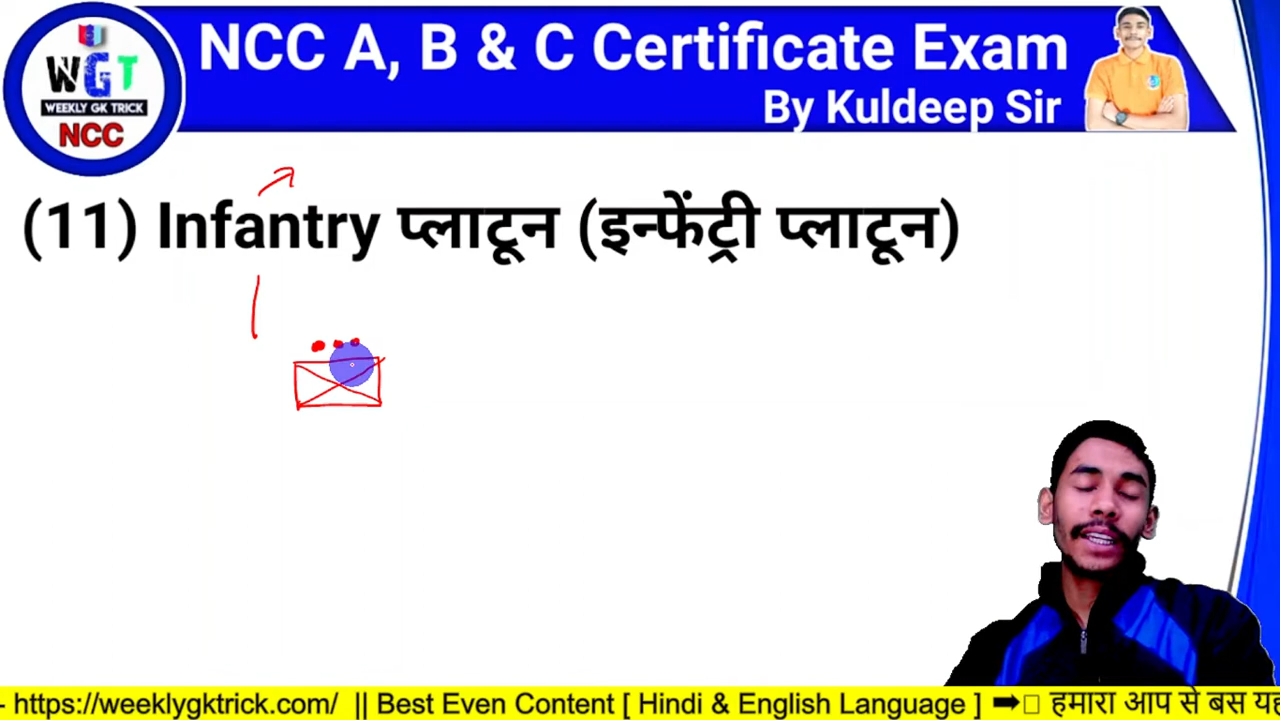 WGT
WEEKLY GK TRICK
NCC
NCC A, B & C Certificate Exam
By Kuldeep Sir
(11) Infantry प्लाटून (इन्फेंट्री प्लाटून)
- https://weeklygktrick.com/ || Best Even Content [ Hindi & English Language ] ➡️ हमारा आप से बस यह